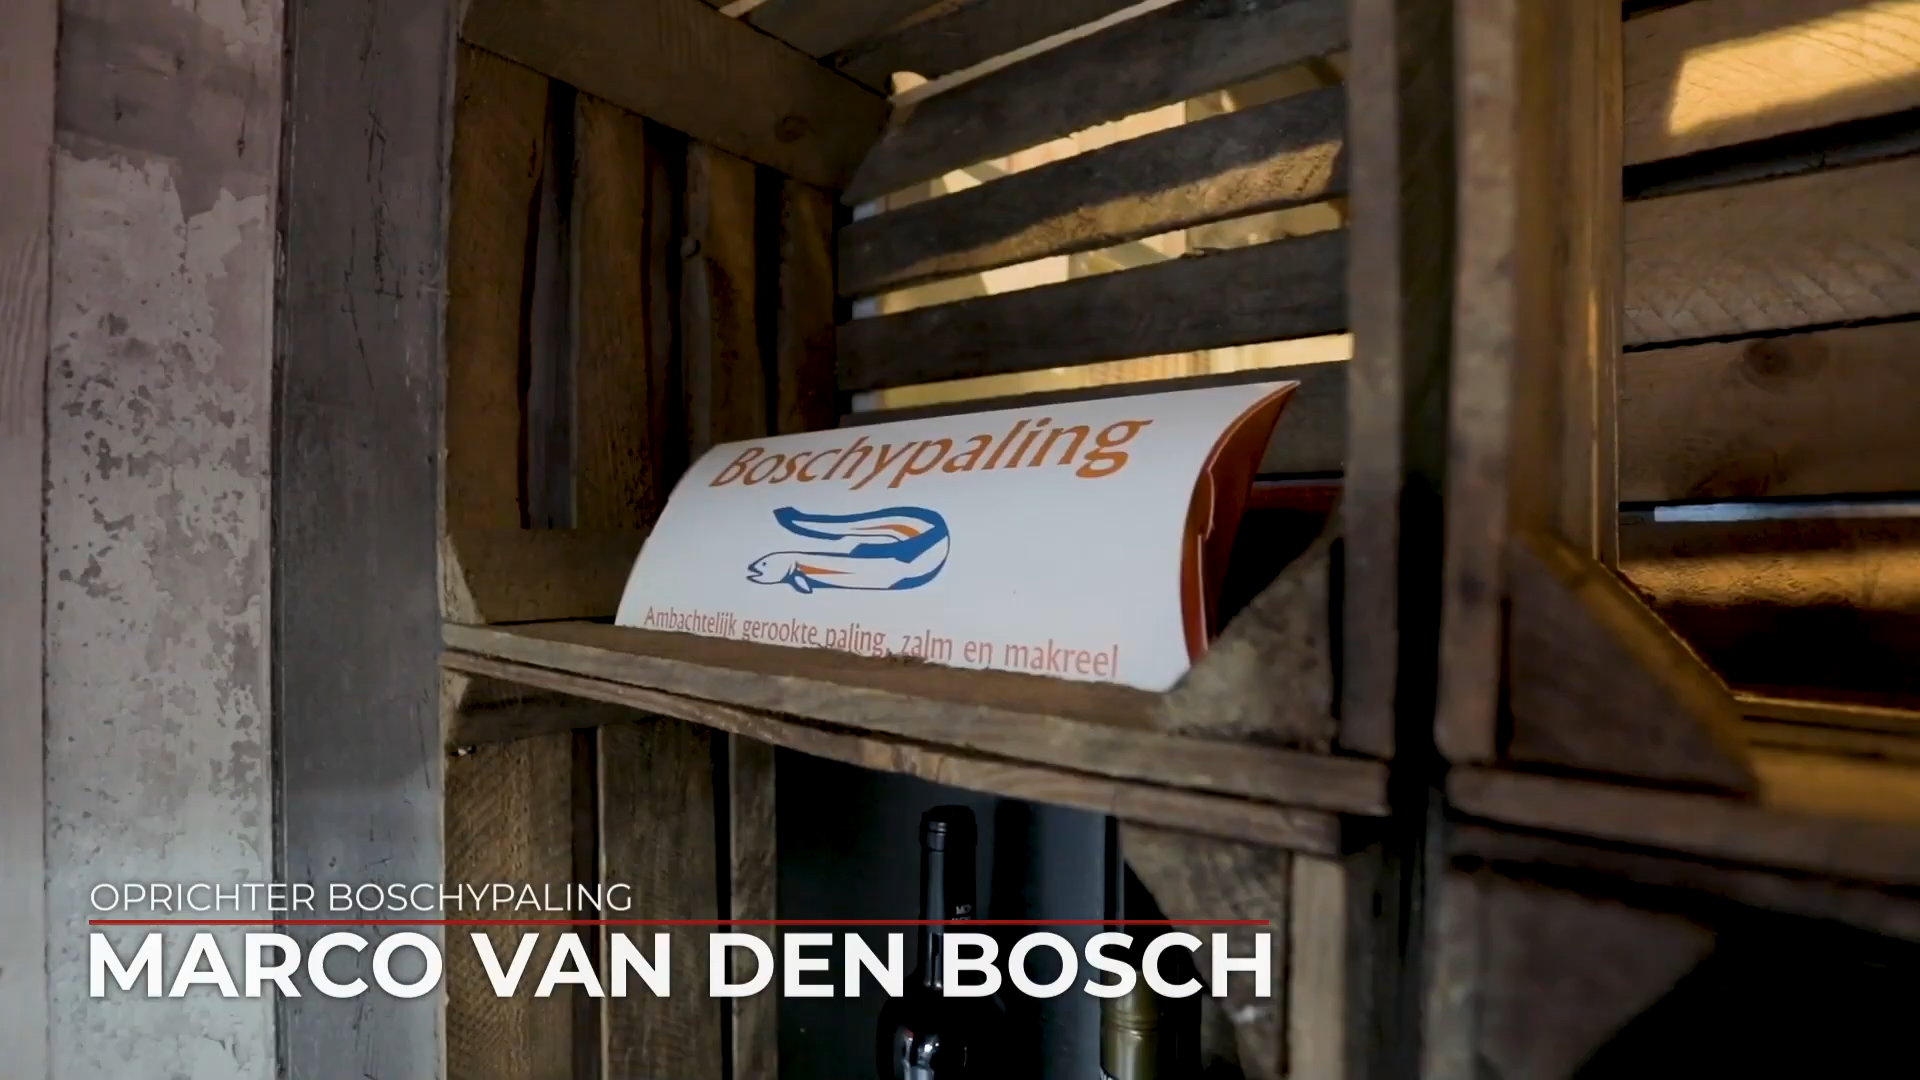 Boschypaling
Ambachtelijk gerookte paling, zalm en makreel
OPRICHTER BOSCHYPALING
MARCO VAN DEN BOSCH